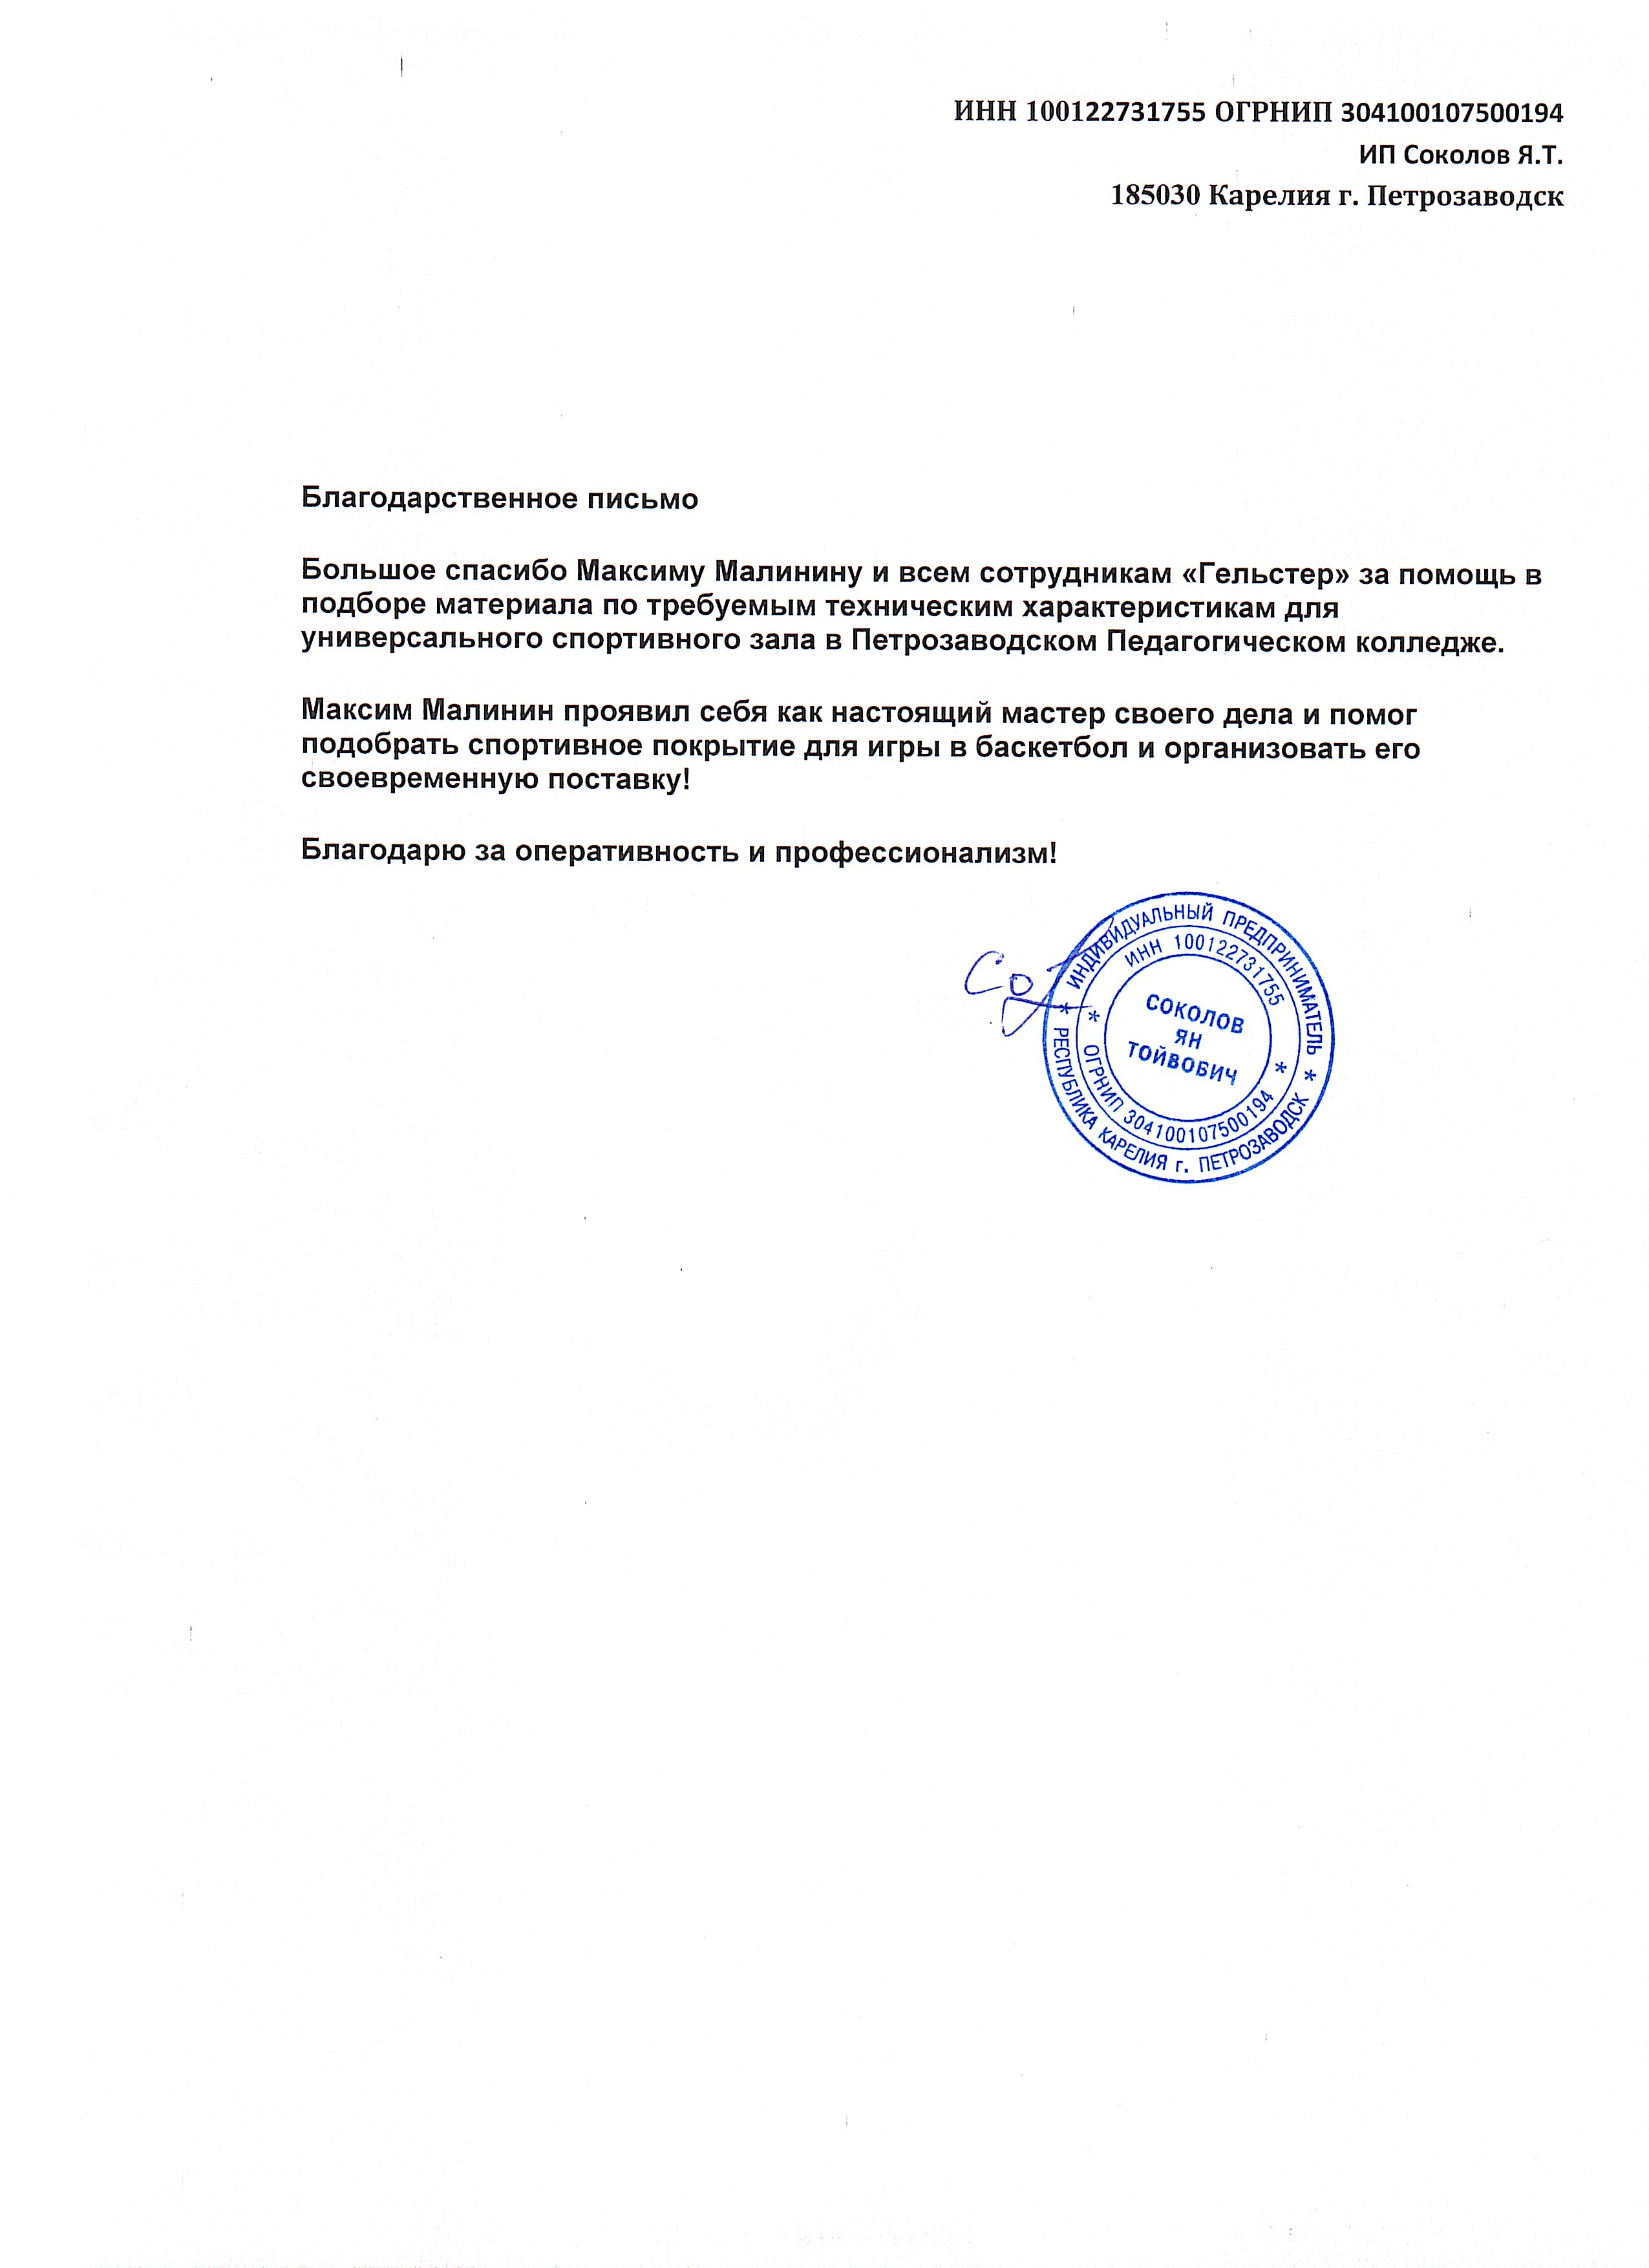 ИНН 100122731755 ОГРНИП 304100107500194
ИП Соколов Я.Т.
185030 Карелия г. Петрозаводск
Благодарственное письмо
Большое спасибо Максиму Малинину и всем сотрудникам «Гельстер» за помощь в
подборе материала по требуемым техническим характеристикам для
универсального спортивного зала в Петрозаводском Педагогическом колледже.
Максим Малинин проявил себя как настоящий мастер своего дела и помог
подобрать спортивное покрытие для игры в баскетбол и организовать его
своевременную поставку!
Благодарю за оперативность и профессионализм!
* ИНДИВИДУАЛЬНЫЙ ПРЕДПРИНИМАТЕЛЬ *
РЕСПУБЛИКА КАРЕЛИЯ г. ПЕТРОЗАВОДСК
* ИНН 100122731755 *
ОГРНИП 304100107500194
СОКОЛОВ
ЯН
ТОЙВОВИЧ